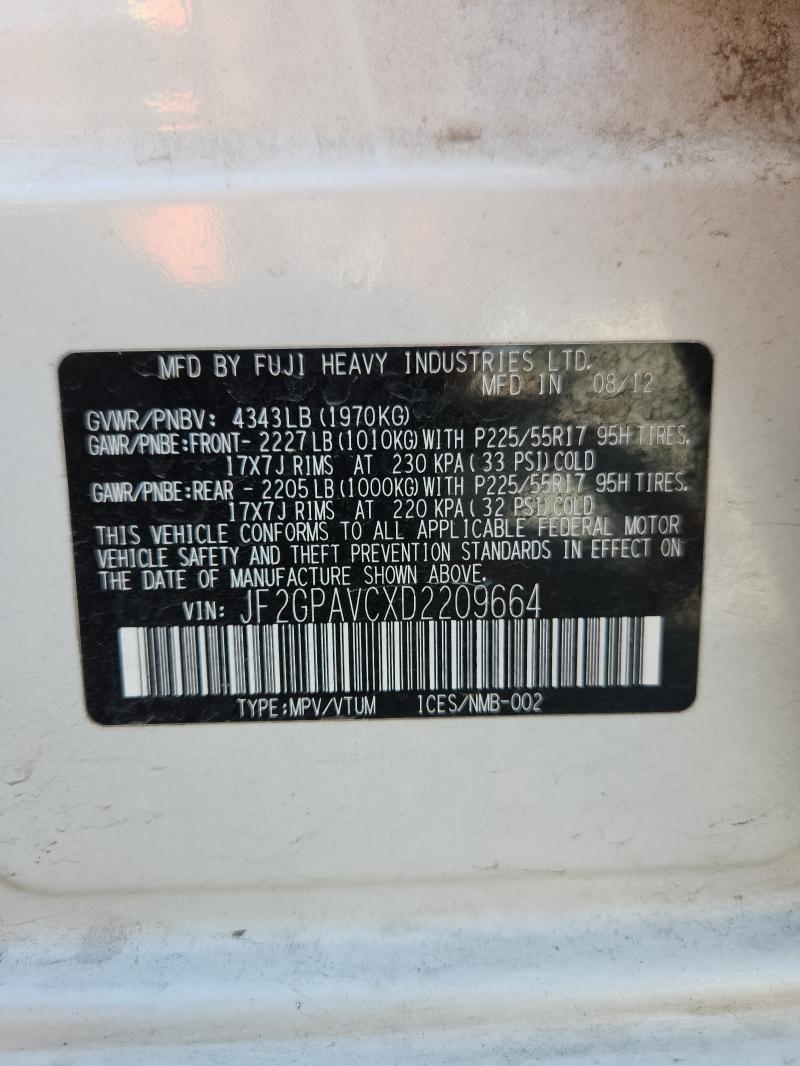 MFD BY FUJI HEAVY INDUSTRIES LTD.
MFD IN 08/12
GVWR/PNBV: 4343LB (1970KG)
GAWR/PNBE:FRONT- 2227LB (1010KG) WITH P225/55R17 95H TIRES,
17X7J RIMS AT 230 KPA (33 PSI) COLD
GAWR/PNBE:REAR - 2205LB (1000KG) WITH P225/55R17 95H TIRES,
17X7J RIMS AT 220 KPA (32 PSI) COLD
THIS VEHICLE CONFORMS TO ALL APPLICABLE FEDERAL MOTOR
VEHICLE SAFETY AND THEFT PREVENTION STANDARDS IN EFFECT ON
THE DATE OF MANUFACTURE SHOWN ABOVE.
VIN: JF2GPAVCXD2209664
TYPE:MPV/VTUM ICES/NMB-002